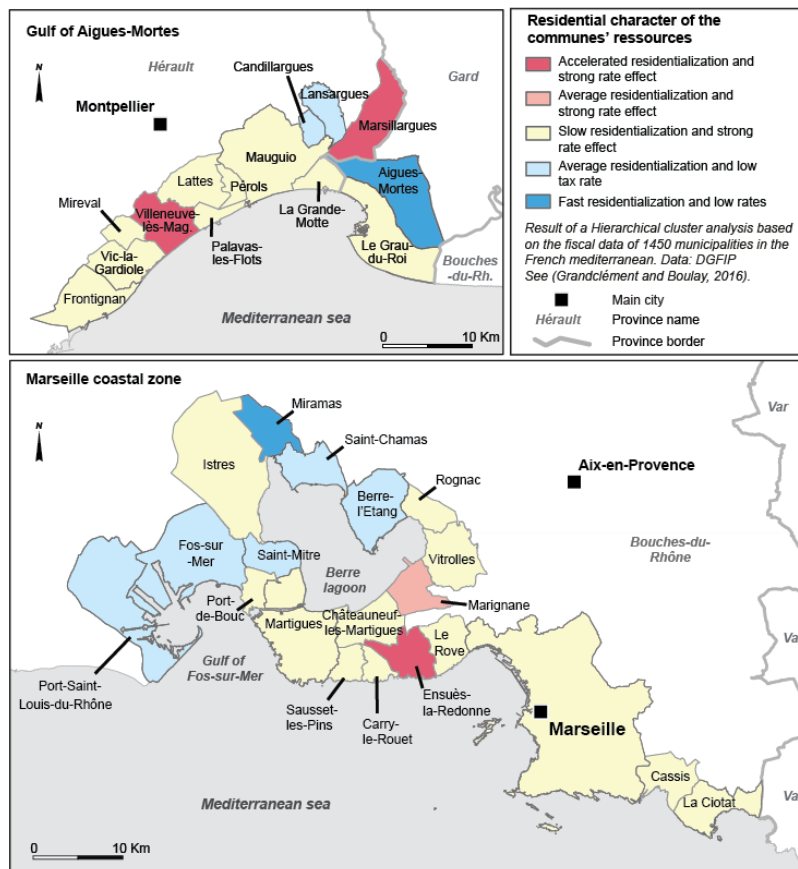 Gulf of Aigues-Mortes
N
Hérault
Gard
Candillargues
Lansargues
Montpellier
Marsillargues
Mauguio
Aigues-
Mortes
Lattes
Pérols
Mireval
Villeneuve-
lès-Mag.
La Grande-
Motte
Palavas-
les-Flots
Le Grau-
du-Roi
Vic-la-
Gardiole
Bouches
-du-Rh.
Frontignan
Mediterranean sea
0 10 Km
Residential character of the
communes' ressources
Accelerated residentialization and
strong rate effect
Average residentialization and
strong rate effect
Slow residentialization and strong
rate effect
Average residentialization and low
tax rate
Fast residentialization and low rates
Result of a Hierarchical cluster analysis based
on the fiscal data of 1450 municipalities in the
French mediterranean. Data: DGFIP
See (Grandclément and Boulay, 2016).
Main city
Hérault Province name
Province border
Marseille coastal zone
N
Var
Miramas
Saint-Chamas
Istres
Aix-en-Provence
Rognac
Berre-
l'Etang
Bouches-du-
Rhône
Fos-sur
-Mer
Saint-Mitre
Vitrolles
Berre
lagoon
Port-
de-Bouc
Marignane
Châteauneuf-
les-Martigues
Martigues
Le
Rove
Va
Gulf of
Fos-sur-Mer
Port-Saint-
Louis-du-Rhône
Sausset-
les-Pins
Carry-
le-Rouet
Ensuès-
la-Redonne
Marseille
Cassis
La Ciotat
Va
Mediterranean sea
0 10 Km